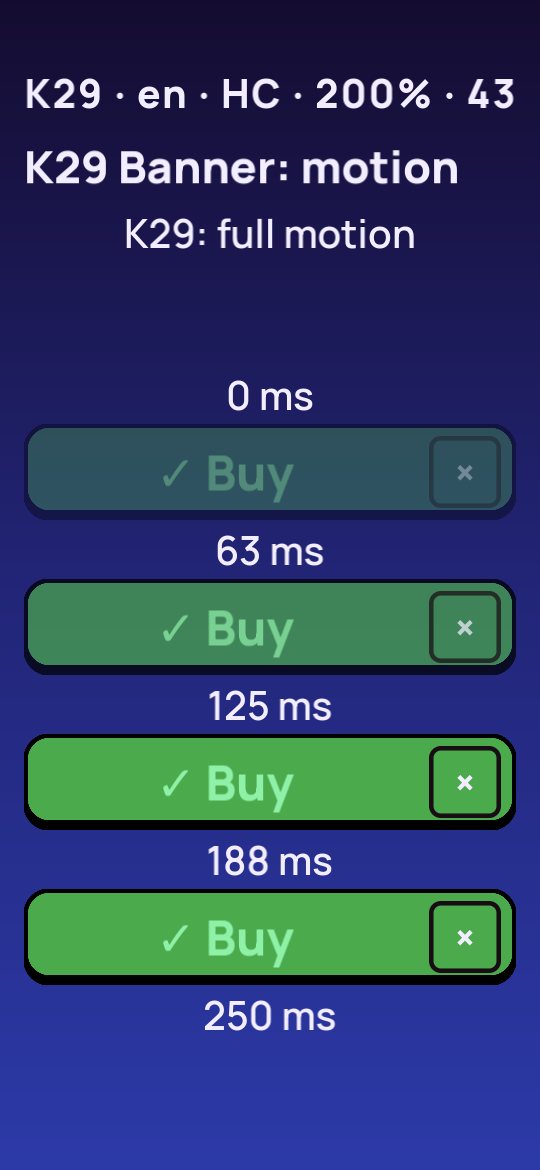 K29 · en · HC · 200% · 43
K29 Banner: motion
K29: full motion
0 ms
✓ Buy ×
63 ms
✓ Buy ×
125 ms
✓ Buy ×
188 ms
✓ Buy ×
250 ms